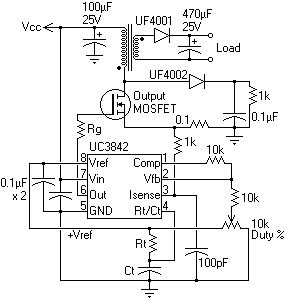 100µF
25V
UF4001
470µF
25V
Vcc
Load
UF4002
Output
MOSFET
1k
0.1µF
0.1
Rg
1k
UC3842
8 Vref
Comp 1
10k
7 Vin
Vfb 2
0.1µF
x 2
6 Out
Isense 3
10k
5 GND
Rt/Ct 4
+Vref
Rt
10k
Duty %
Ct
100pF